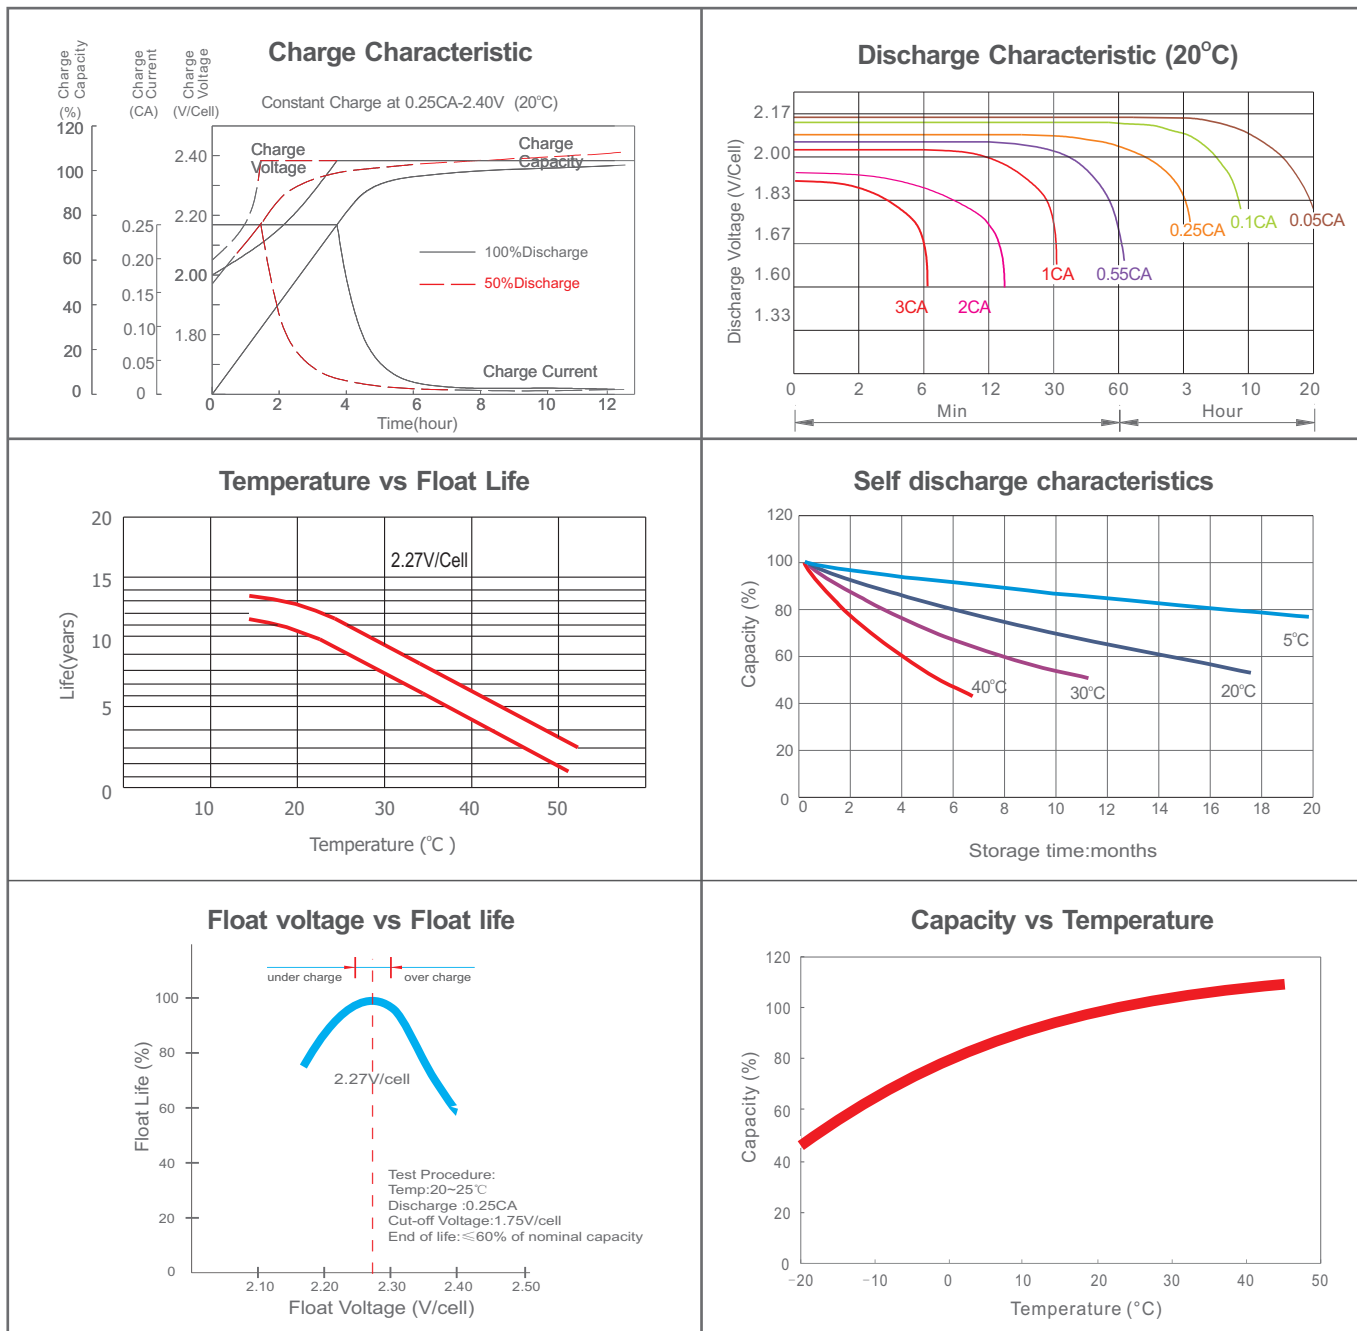 Charge Characteristic
Charge Capacity
Charge Current
Charge Voltage
(%)
(CA)
(V/Cell)
Constant Charge at 0.25CA-2.40V (20°C)
120
100
80
60
40
20
0
0.25
0.20
0.15
0.10
0.05
0
2.40
2.20
2.00
1.80
Charge Voltage
Charge Capacity
100%Discharge
50%Discharge
Charge Current
0 2 4 6 8 10 12
Time(hour)
Discharge Characteristic (20°C)
Discharge Voltage (V/Cell)
2.17
2.00
1.83
1.67
1.60
1.33
3CA
2CA
1CA
0.55CA
0.25CA
0.1CA
0.05CA
0 2 6 12 30 60 3 10 20
Min
Hour
Temperature vs Float Life
Life(years)
20
15
10
5
0
2.27V/Cell
10 20 30 40 50
Temperature (°C )
Self discharge characteristics
Capacity (%)
120
100
80
60
40
20
0
5°C
20°C
30°C
40°C
0 2 4 6 8 10 12 14 16 18 20
Storage time:months
Float voltage vs Float life
under charge
over charge
Float Life (%)
100
80
60
40
20
0
2.27V/cell
Test Procedure:
Temp:20~25℃
Discharge :0.25CA
Cut-off Voltage:1.75V/cell
End of life:≤60% of nominal capacity
2.10 2.20 2.30 2.40 2.50
Float Voltage (V/cell)
Capacity vs Temperature
Capacity (%)
120
100
80
60
40
20
0
−20 −10 0 10 20 30 40 50
Temperature (°C)